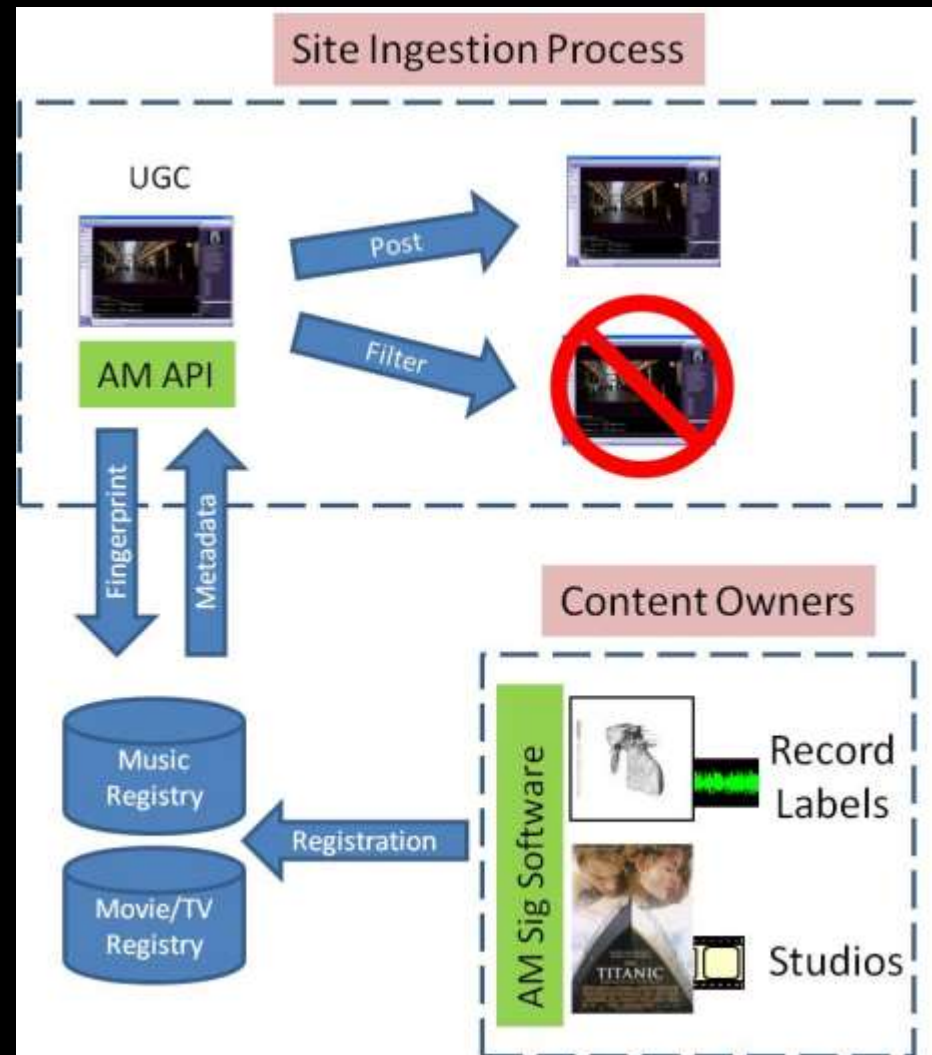 Site Ingestion Process
UGC
Post
Filter
AM API
Fingerprint
Metadata
Content Owners
Music
Registry
Movie/TV
Registry
Registration
AM Sig Software
Record
Labels
TITANIC
Studios